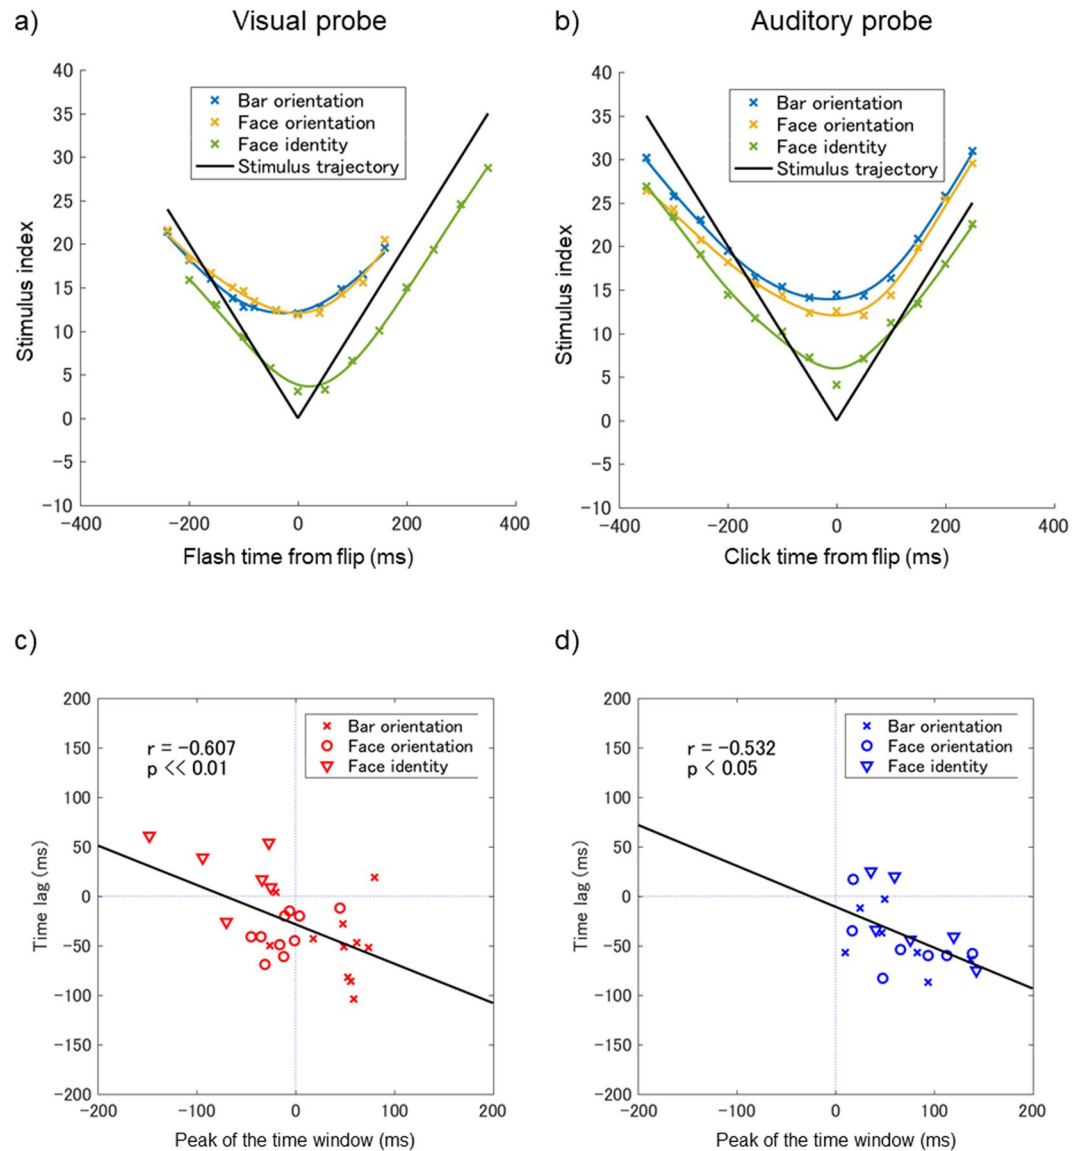 a) Visual probe
b) Auditory probe
40
35
30
25
20
15
10
5
0
−5
−10
Stimulus index
Bar orientation
Face orientation
Face identity
Stimulus trajectory
−400 −200 0 200 400
Flash time from flip (ms)
40
35
30
25
20
15
10
5
0
−5
−10
Stimulus index
Bar orientation
Face orientation
Face identity
Stimulus trajectory
−400 −200 0 200 400
Click time from flip (ms)
c)
200
150
100
50
0
−50
−100
−150
−200
Time lag (ms)
r = −0.607
p << 0.01
Bar orientation
Face orientation
Face identity
−200 −100 0 100 200
Peak of the time window (ms)
d)
200
150
100
50
0
−50
−100
−150
−200
Time lag (ms)
r = −0.532
p < 0.05
Bar orientation
Face orientation
Face identity
−200 −100 0 100 200
Peak of the time window (ms)